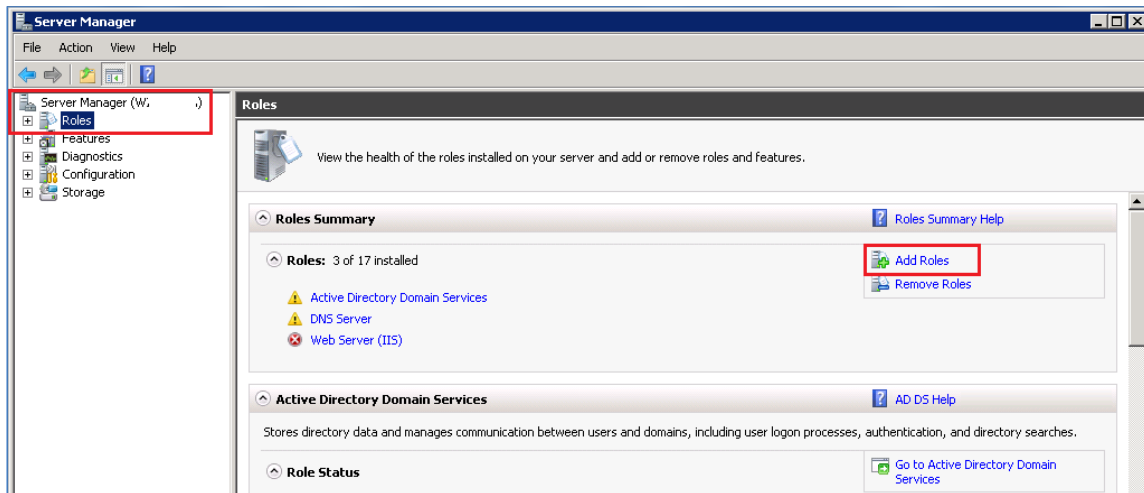 Server Manager
File Action View Help
Server Manager (W
Roles
Features
Diagnostics
Configuration
Storage
Roles
View the health of the roles installed on your server and add or remove roles and features.
Roles Summary
Roles Summary Help
Roles: 3 of 17 installed
Add Roles
Remove Roles
Active Directory Domain Services
DNS Server
Web Server (IIS)
Active Directory Domain Services
AD DS Help
Stores directory data and manages communication between users and domains, including user logon processes, authentication, and directory searches.
Role Status
Go to Active Directory Domain
Services